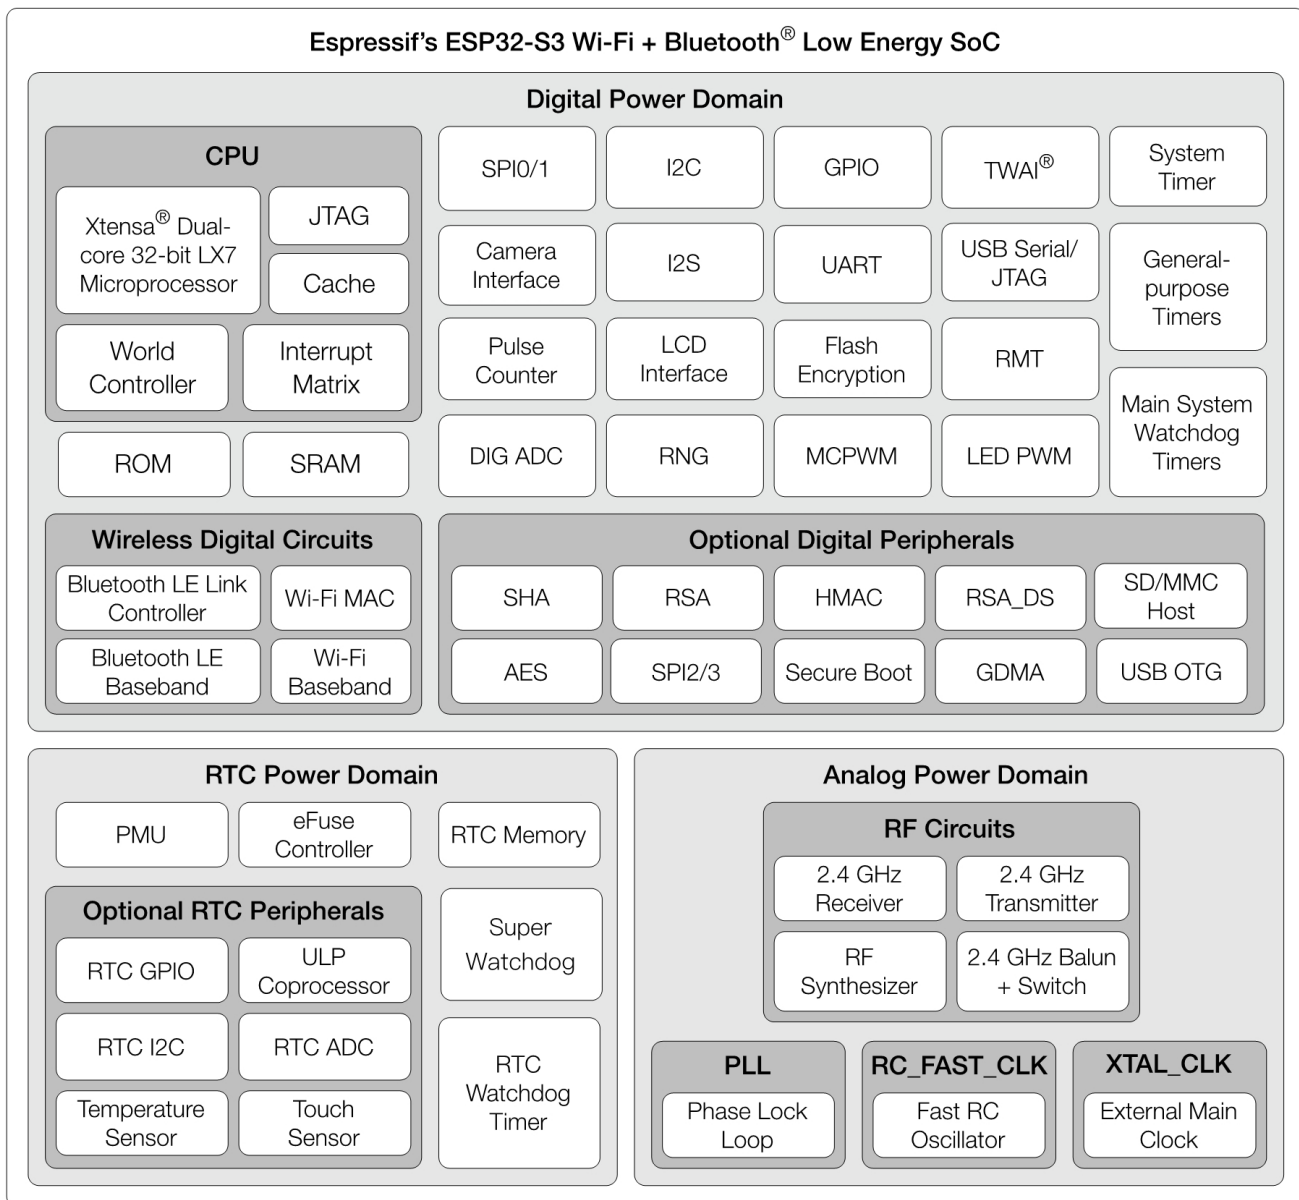 Espressif's ESP32-S3 Wi-Fi + Bluetooth® Low Energy SoC
Digital Power Domain
CPU
Xtensa® Dual-
core 32-bit LX7
Microprocessor
JTAG
Cache
World
Controller
Interrupt
Matrix
ROM
SRAM
SPI0/1
I2C
GPIO
TWAI®
System
Timer
Camera
Interface
I2S
UART
USB Serial/
JTAG
General-
purpose
Timers
Pulse
Counter
LCD
Interface
Flash
Encryption
RMT
Main System
Watchdog
Timers
DIG ADC
RNG
MCPWM
LED PWM
Wireless Digital Circuits
Bluetooth LE Link
Controller
Wi-Fi MAC
Bluetooth LE
Baseband
Wi-Fi
Baseband
Optional Digital Peripherals
SHA
RSA
HMAC
RSA_DS
SD/MMC
Host
AES
SPI2/3
Secure Boot
GDMA
USB OTG
RTC Power Domain
PMU
eFuse
Controller
RTC Memory
Optional RTC Peripherals
RTC GPIO
ULP
Coprocessor
RTC I2C
RTC ADC
Temperature
Sensor
Touch
Sensor
Super
Watchdog
RTC
Watchdog
Timer
Analog Power Domain
RF Circuits
2.4 GHz
Receiver
2.4 GHz
Transmitter
RF
Synthesizer
2.4 GHz Balun
+ Switch
PLL
Phase Lock
Loop
RC_FAST_CLK
Fast RC
Oscillator
XTAL_CLK
External Main
Clock